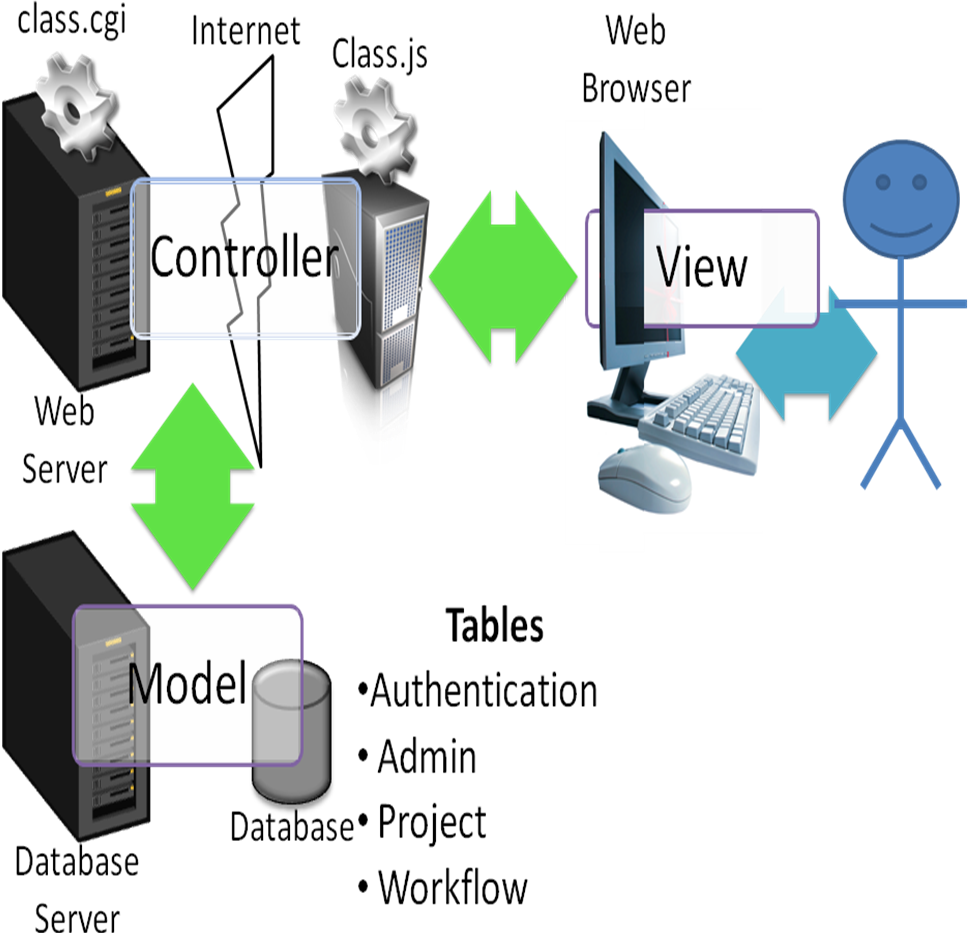 class.cgi
Internet
Class.js
Web
Browser
Controller
View
Web
Server
Model
Database
Database
Server
Tables
•Authentication
• Admin
• Project
• Workflow